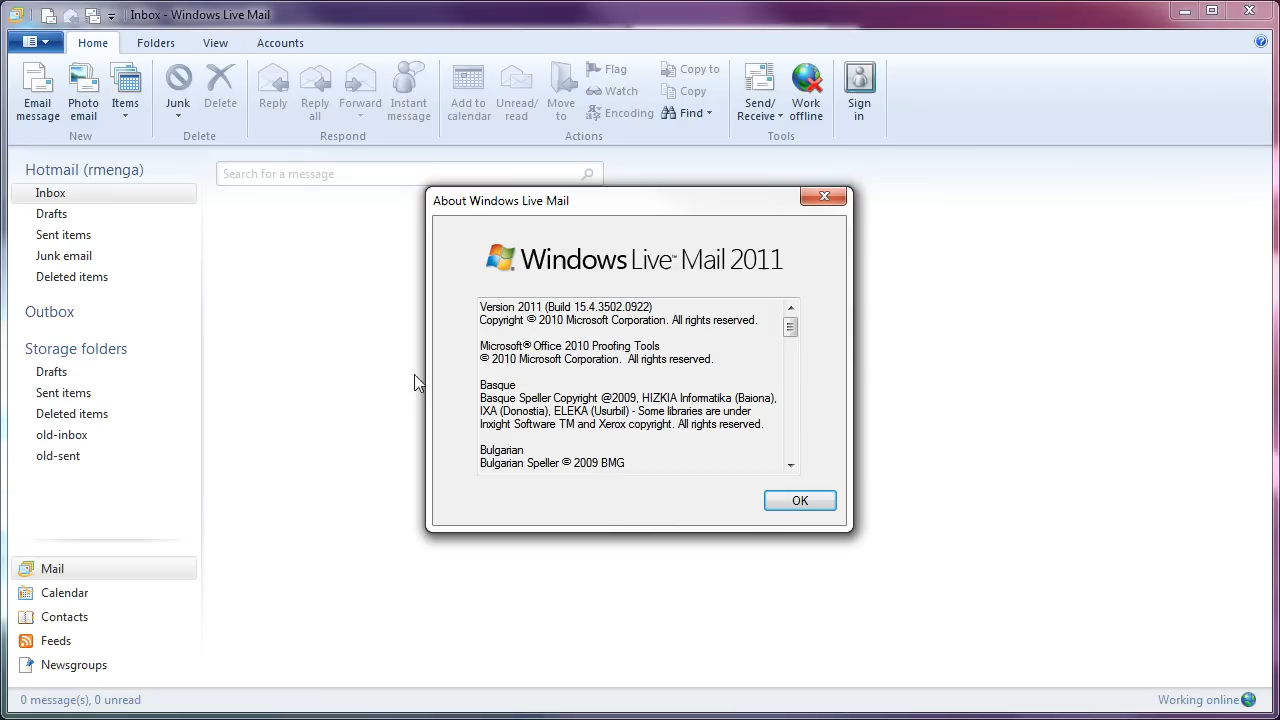 Inbox - Windows Live Mail
Home Folders View Accounts
Email message
Photo email
Items
New
Junk
Delete
Delete
Reply
Reply all
Forward
Instant message
Respond
Add to calendar
Unread/ read
Move to
Flag
Watch
Encoding
Copy to
Copy
Find
Actions
Send/ Receive
Work offline
Tools
Sign in
Hotmail (rmenga)
Inbox
Drafts
Sent items
Junk email
Deleted items
Outbox
Storage folders
Drafts
Sent items
Deleted items
old-inbox
old-sent
Mail
Calendar
Contacts
Feeds
Newsgroups
Search for a message
About Windows Live Mail
Windows Live™ Mail 2011
Version 2011 (Build 15.4.3502.0922)
Copyright © 2010 Microsoft Corporation. All rights reserved.
Microsoft® Office 2010 Proofing Tools
© 2010 Microsoft Corporation.  All rights reserved.
Basque
Basque Speller Copyright @2009, HIZKIA Informatika (Baiona),
IXA (Donostia), ELEKA (Usurbil) - Some libraries are under
Inxight Software TM and Xerox copyright. All rights reserved.
Bulgarian
Bulgarian Speller © 2009 BMG
OK
0 message(s), 0 unread
Working online